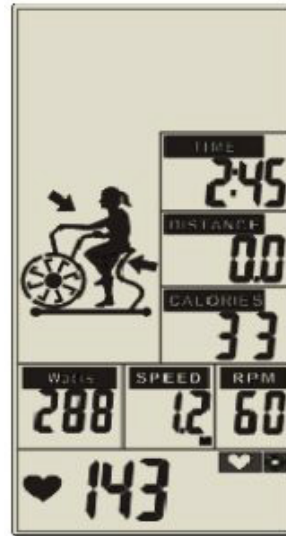 TIME
2:45
DISTANCE
0.0
CALORIES
33
Watts SPEED RPM
288 1.2 60
143